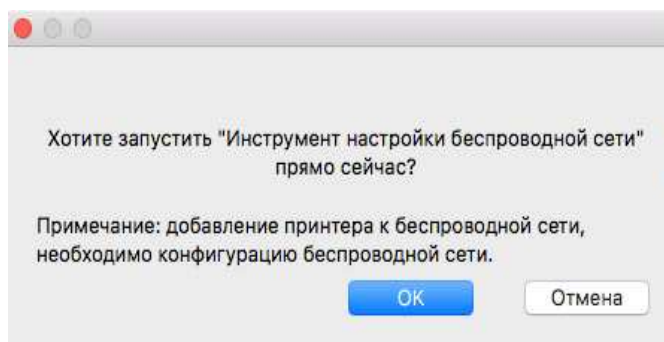 Хотите запустить "Инструмент настройки беспроводной сети"
прямо сейчас?
Примечание: добавление принтера к беспроводной сети,
необходимо конфигурацию беспроводной сети.
OK
Отмена